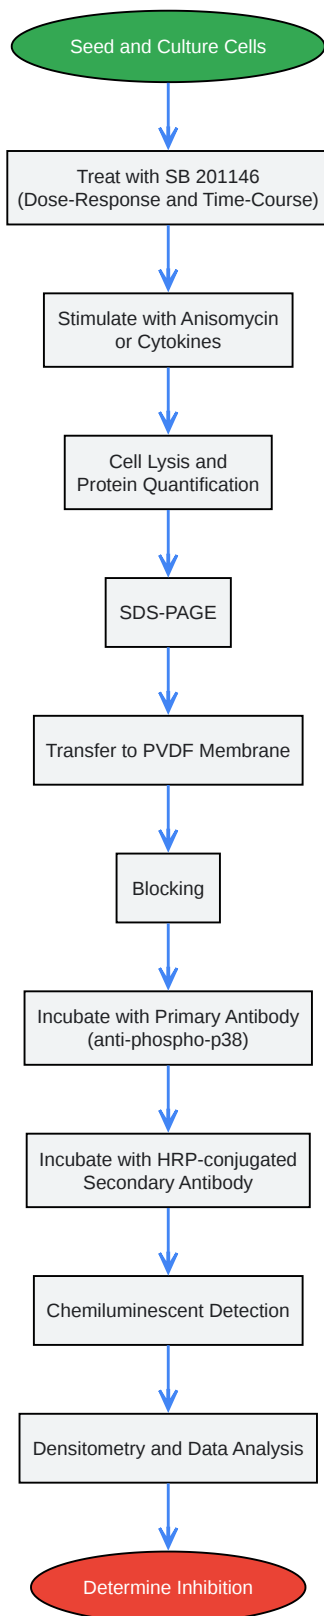 Seed and Culture Cells
Treat with SB 201146
(Dose-Response and Time-Course)
Stimulate with Anisomycin
or Cytokines
Cell Lysis and
Protein Quantification
SDS-PAGE
Transfer to PVDF Membrane
Blocking
Incubate with Primary Antibody
(anti-phospho-p38)
Incubate with HRP-conjugated
Secondary Antibody
Chemiluminescent Detection
Densitometry and Data Analysis
Determine Inhibition